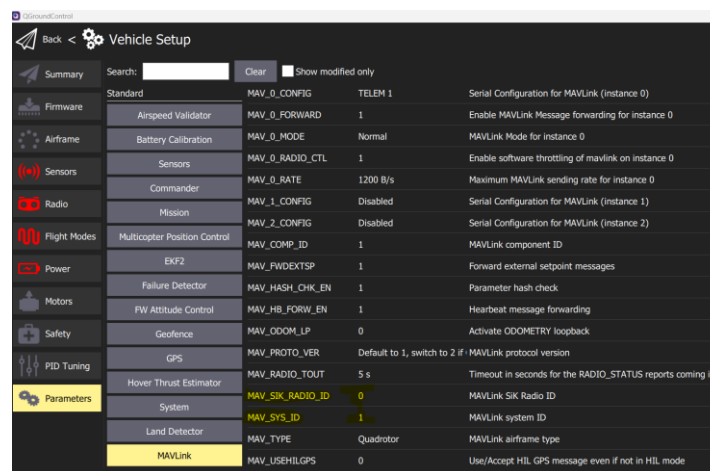 QGroundControl
Back < Vehicle Setup
Summary
Firmware
Airframe
Sensors
Radio
Flight Modes
Power
Motors
Safety
PID Tuning
Parameters
Search: Clear Show modified only
Standard
Airspeed Validator
Battery Calibration
Sensors
Commander
Mission
Multicopter Position Control
EKF2
Failure Detector
FW Attitude Control
Geofence
GPS
Hover Thrust Estimator
System
Land Detector
MAVLink
MAV_0_CONFIG TELEM 1 Serial Configuration for MAVLink (instance 0)
MAV_0_FORWARD 1 Enable MAVLink Message forwarding for instance 0
MAV_0_MODE Normal MAVLink Mode for instance 0
MAV_0_RADIO_CTL 1 Enable software throttling of mavlink on instance 0
MAV_0_RATE 1200 B/s Maximum MAVLink sending rate for instance 0
MAV_1_CONFIG Disabled Serial Configuration for MAVLink (instance 1)
MAV_2_CONFIG Disabled Serial Configuration for MAVLink (instance 2)
MAV_COMP_ID 1 MAVLink component ID
MAV_FWDEXTSP 1 Forward external setpoint messages
MAV_HASH_CHK_EN 1 Parameter hash check
MAV_HB_FORW_EN 1 Hearbeat message forwarding
MAV_ODOM_LP 0 Activate ODOMETRY loopback
MAV_PROTO_VER Default to 1, switch to 2 if MAVLink protocol version
MAV_RADIO_TOUT 5 s Timeout in seconds for the RADIO_STATUS reports coming i
MAV_SIK_RADIO_ID 0 MAVLink SiK Radio ID
MAV_SYS_ID 1 MAVLink system ID
MAV_TYPE Quadrotor MAVLink airframe type
MAV_USEHILGPS 0 Use/Accept HIL GPS message even if not in HIL mode